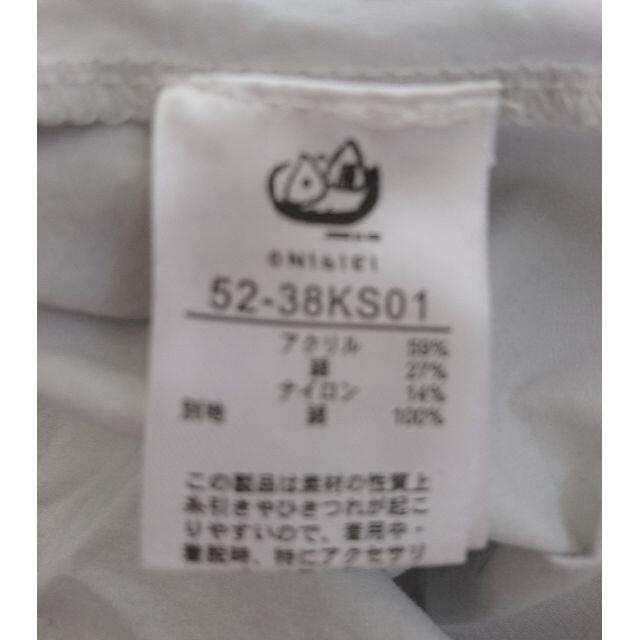 ONIGIRI
52-38KS01
アクリル 59%
綿 27%
ナイロン 14%
別布 綿 100%
この製品は素材の性質上
糸引きやひきつれが起こ
りやすいので、着用中・
着脱時、特にアクセサリ